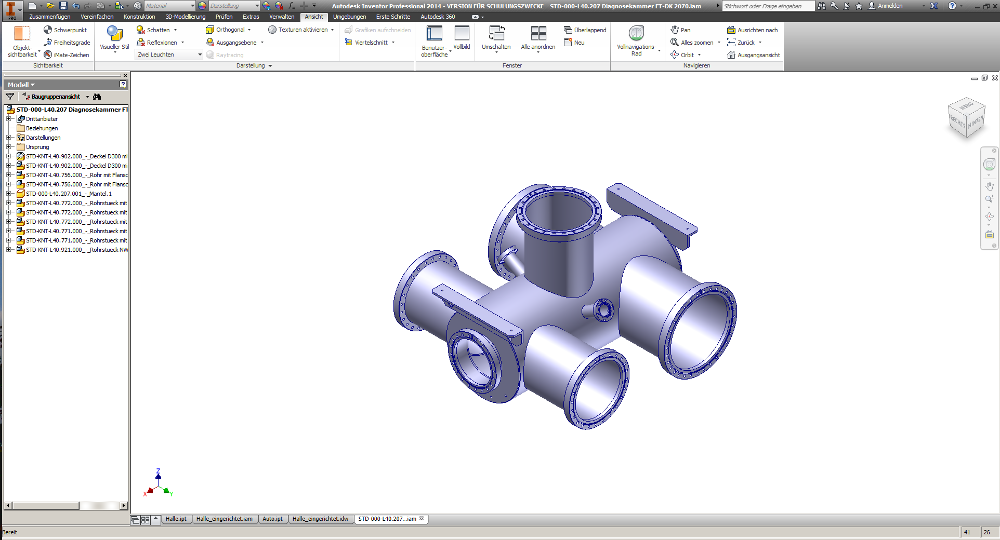 PRO
Material
Darstellung
Autodesk Inventor Professional 2014 - VERSION FÜR SCHULUNGSZWECKE STD-000-L40.207 Diagnosekammer FT-DK 2070.iam
Stichwort oder Frage eingeben
Anmelden
Zusammenfügen Vereinfachen Konstruktion 3D-Modellierung Prüfen Extras Verwalten Ansicht Umgebungen Erste Schritte Autodesk 360
Objekt-
sichtbarkeit
Schwerpunkt
Freiheitsgrade
iMate-Zeichen
Sichtbarkeit
Visueller Stil
Schatten
Reflexionen
Zwei Leuchten
Orthogonal
Ausgangsebene
Raytracing
Texturen aktivieren
Darstellung
Grafiken aufschneiden
Viertelschnitt
Benutzer-
oberfläche
Vollbild
Umschalten
Alle anordnen
Überlappend
Neu
Fenster
Vollnavigations-
Rad
Pan
Alles zoomen
Orbit
Ausrichten nach
Zurück
Ausgangsansicht
Navigieren
Modell
Baugruppenansicht
STD-000-L40.207 Diagnosekammer FT
Drittanbieter
Beziehungen
Darstellungen
Ursprung
STD-KNT-L40.902.000_-_Deckel D300 mi
STD-KNT-L40.902.000_-_Deckel D300 mi
STD-KNT-L40.756.000_-_Rohr mit Flansc
STD-KNT-L40.756.000_-_Rohr mit Flansc
STD-000-L40.207.001_-_Mantel.1
STD-KNT-L40.772.000_-_Rohrstueck mit
STD-KNT-L40.772.000_-_Rohrstueck mit
STD-KNT-L40.772.000_-_Rohrstueck mit
STD-KNT-L40.771.000_-_Rohrstueck mit
STD-KNT-L40.771.000_-_Rohrstueck mit
STD-KNT-L40.921.000_-_Rohrstueck NW
OBEN
RECHTS HINTEN
Z
X Y
Halle.ipt Halle_eingerichtet.iam Auto.ipt Halle_eingerichtet.idw STD-000-L40.207...iam
Bereit
41 26